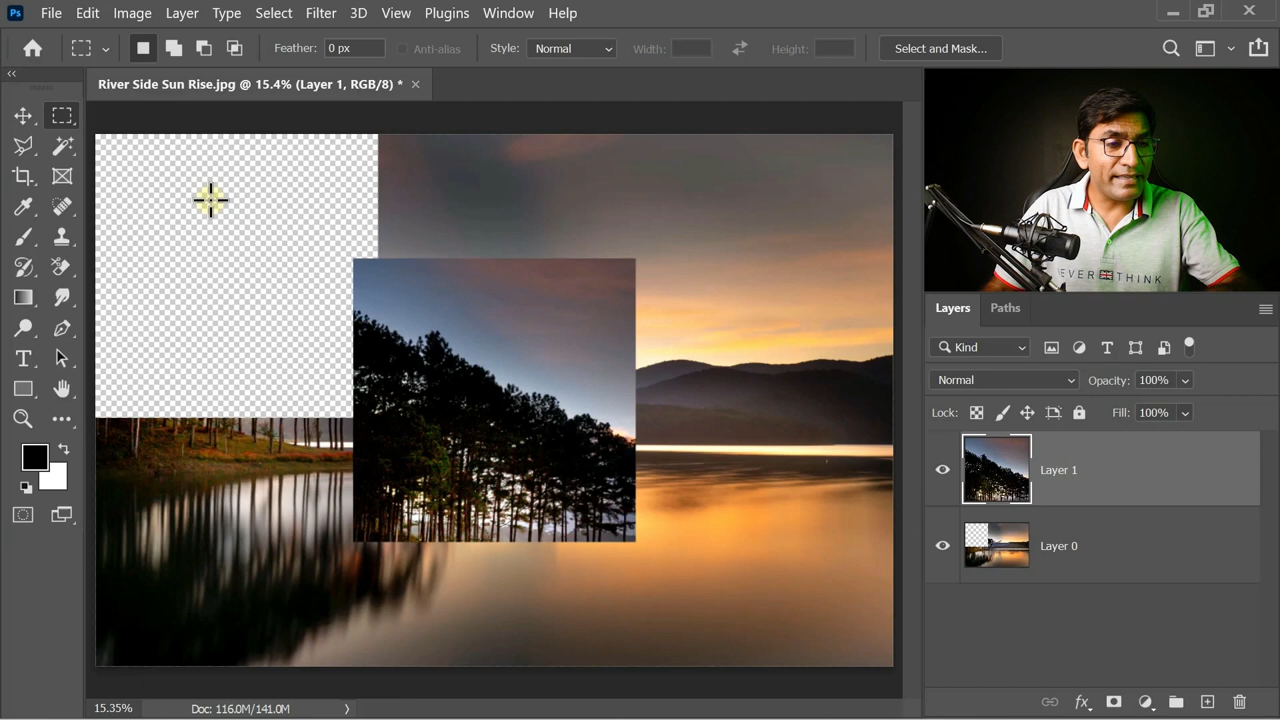 Ps File Edit Image Layer Type Select Filter 3D View Plugins Window Help
Feather: 0 px Anti-alias Style: Normal Width: Height: Select and Mask...
River Side Sun Rise.jpg @ 15.4% (Layer 1, RGB/8) * ×
EVER THINK
Layers Paths
Kind T
Normal Opacity: 100%
Lock: Fill: 100%
Layer 1
Layer 0
T
fx
15.35% Doc: 116.0M/141.0M